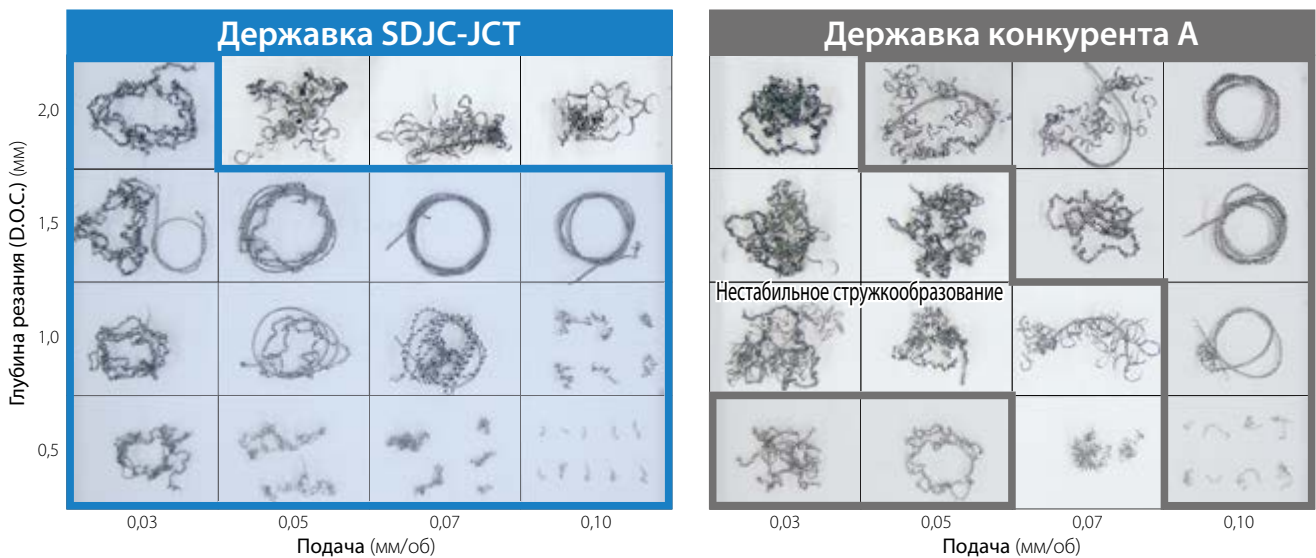 Державка SDJC-JCT
Державка конкурента А
Глубина резания (D.O.C.) (мм)
2,0
1,5
1,0
0,5
Нестабильное стружкообразование
0,03 0,05 0,07 0,10
Подача (мм/об)
0,03 0,05 0,07 0,10
Подача (мм/об)